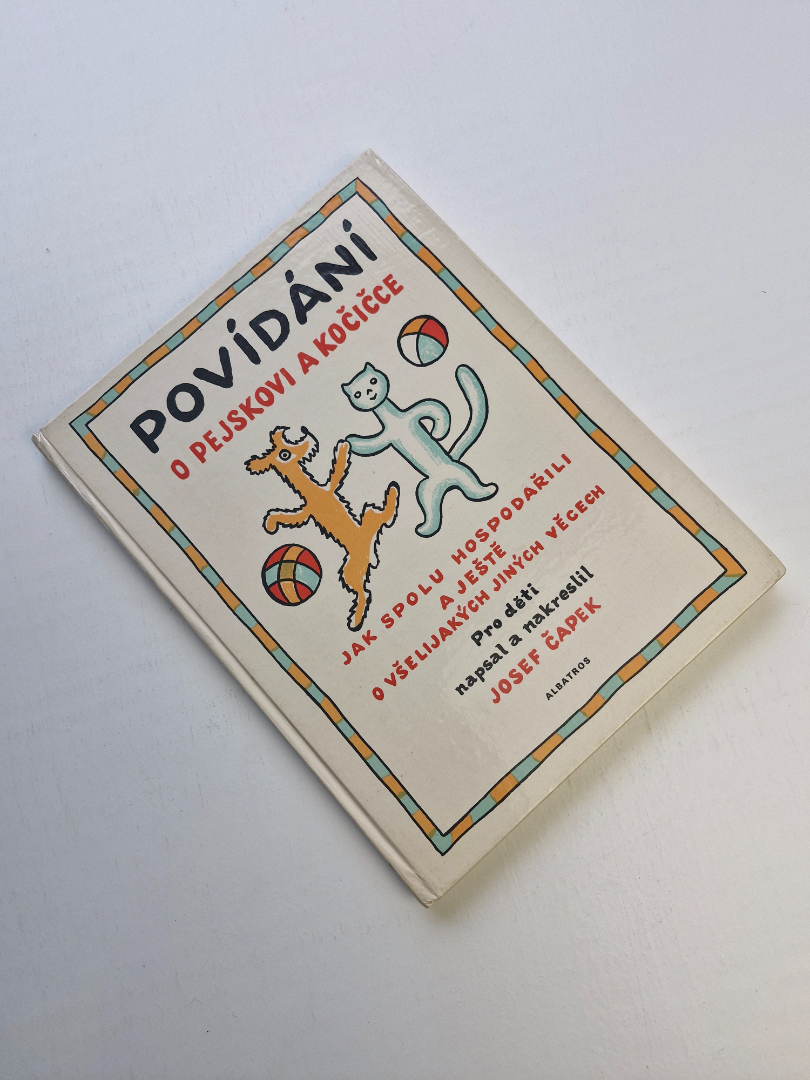 POVÍDÁNÍ
O PEJSKOVI A KOČIČCE
JAK SPOLU HOSPODAŘILI
A JEŠTĚ
O VŠELIJAKÝCH JINÝCH VĚCECH
Pro děti
napsal a nakreslil
JOSEF ČAPEK
ALBATROS